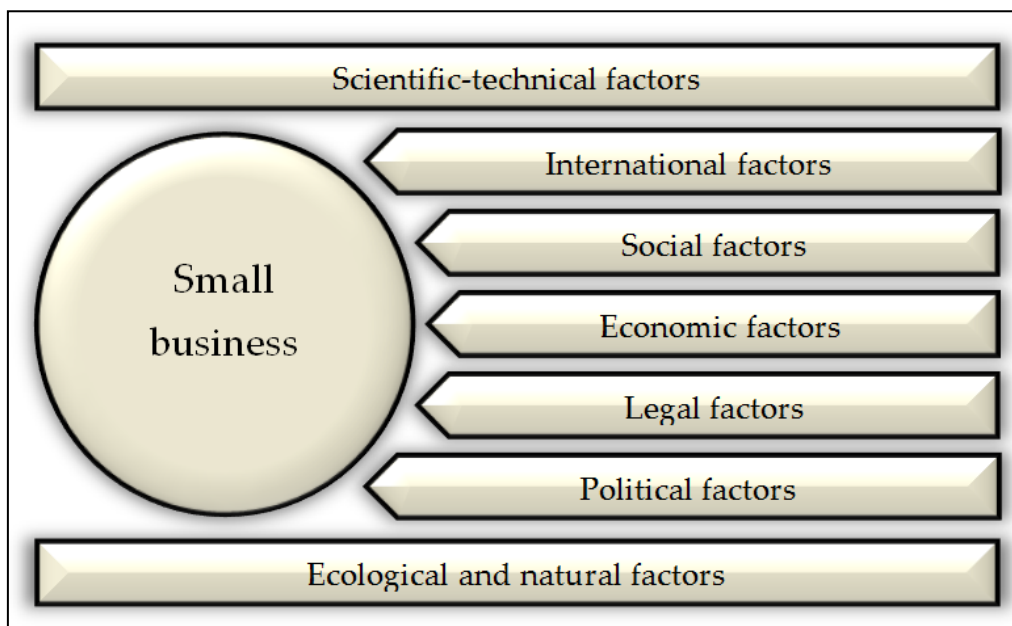 Scientific-technical factors
International factors
Social factors
Small
business
Economic factors
Legal factors
Political factors
Ecological and natural factors